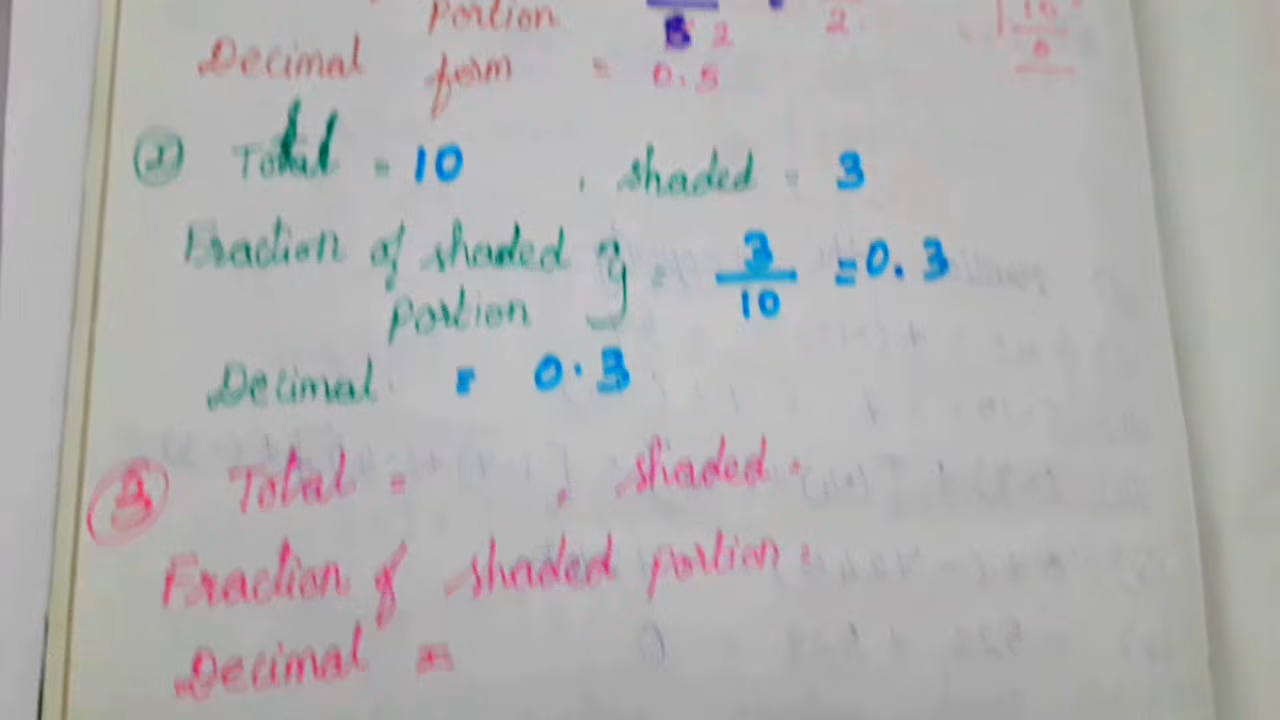 portion 2
Decimal form = 0.5
② Total = 10 , shaded = 3
Fraction of shaded portion } = 3/10 = 0.3
Decimal = 0.3
③ Total = , shaded =
Fraction of shaded portion =
Decimal =